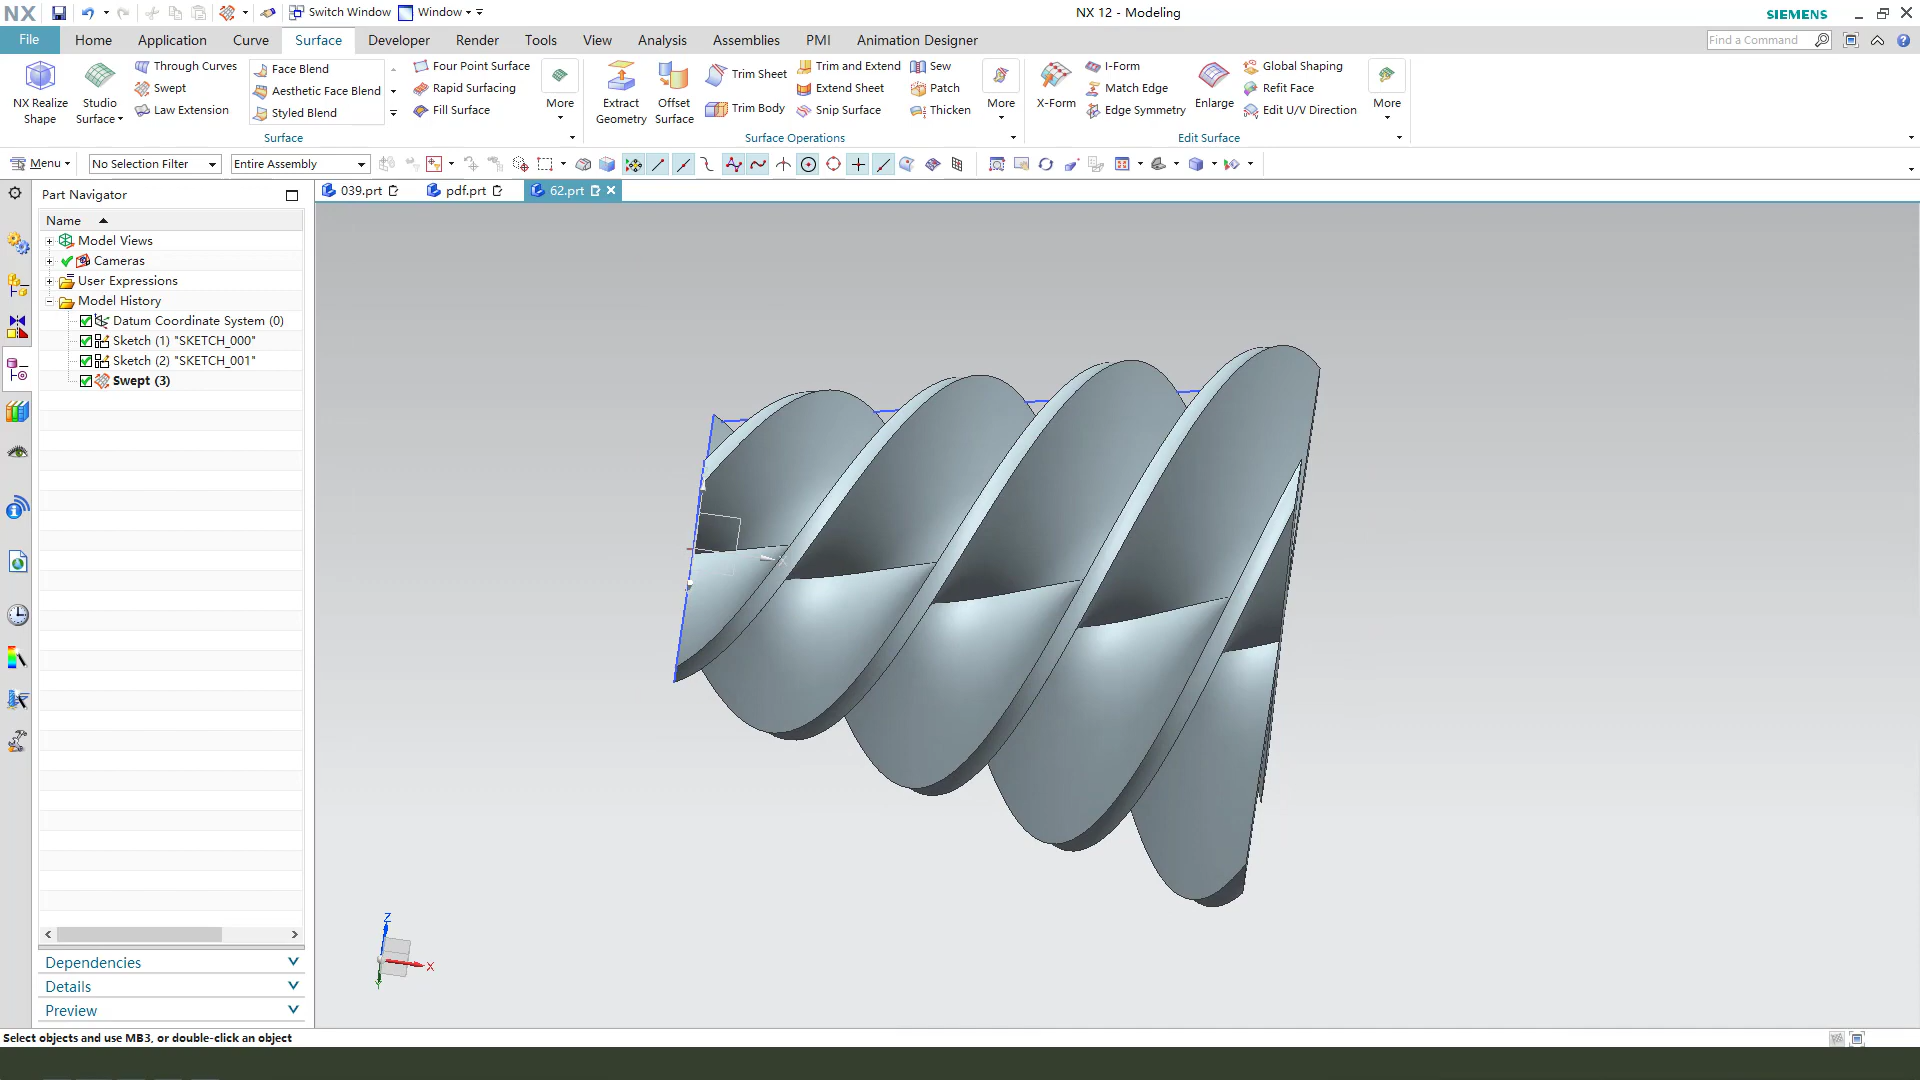 NX
Switch Window
Window
NX 12 - Modeling
SIEMENS
File
Home
Application
Curve
Surface
Developer
Render
Tools
View
Analysis
Assemblies
PMI
Animation Designer
Find a Command
NX Realize
Shape
Studio
Surface
Through Curves
Swept
Law Extension
Face Blend
Aesthetic Face Blend
Styled Blend
Four Point Surface
Rapid Surfacing
Fill Surface
More
Surface
Extract
Geometry
Offset
Surface
Trim Sheet
Trim Body
Trim and Extend
Extend Sheet
Snip Surface
Sew
Patch
Thicken
More
Surface Operations
X-Form
I-Form
Match Edge
Edge Symmetry
Enlarge
Global Shaping
Refit Face
Edit U/V Direction
More
Edit Surface
Menu
No Selection Filter
Entire Assembly
Part Navigator
039.prt
pdf.prt
62.prt
Name
Model Views
Cameras
User Expressions
Model History
Datum Coordinate System (0)
Sketch (1) "SKETCH_000"
Sketch (2) "SKETCH_001"
Swept (3)
Z
X
Dependencies
Details
Preview
Select objects and use MB3, or double-click an object